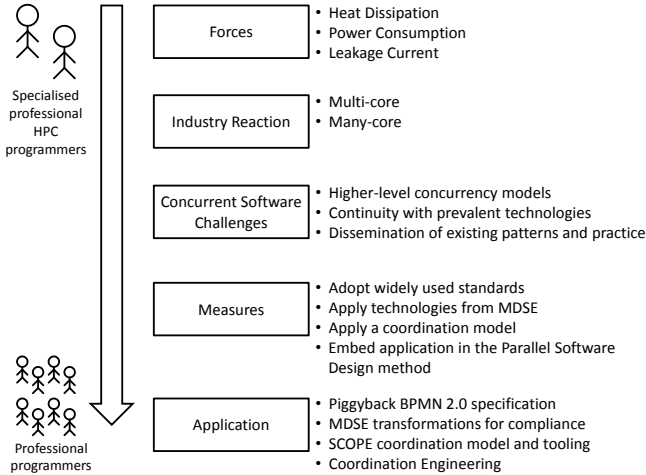 Specialised
professional
HPC
programmers
Forces
• Heat Dissipation
• Power Consumption
• Leakage Current
Industry Reaction
• Multi-core
• Many-core
Concurrent Software
Challenges
• Higher-level concurrency models
• Continuity with prevalent technologies
• Dissemination of existing patterns and practice
Measures
• Adopt widely used standards
• Apply technologies from MDSE
• Apply a coordination model
• Embed application in the Parallel Software
Design method
Application
• Piggyback BPMN 2.0 specification
• MDSE transformations for compliance
• SCOPE coordination model and tooling
• Coordination Engineering
Professional
programmers